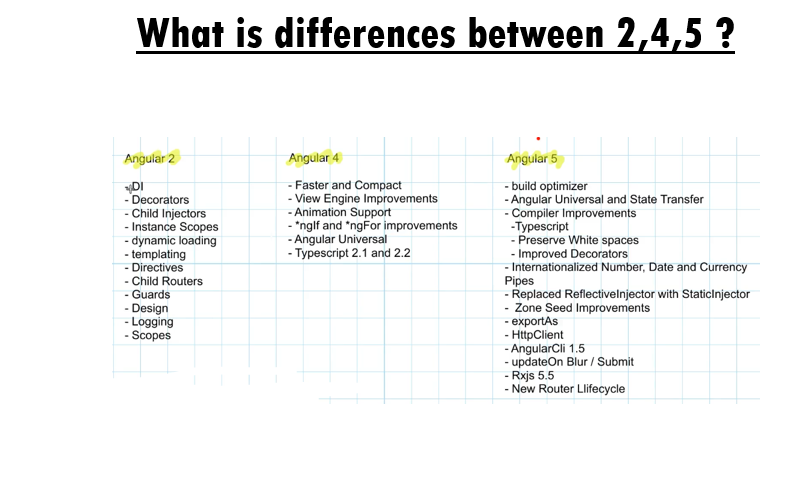 What is differences between 2,4,5 ?
Angular 2
- DI
- Decorators
- Child Injectors
- Instance Scopes
- dynamic loading
- templating
- Directives
- Child Routers
- Guards
- Design
- Logging
- Scopes
Angular 4
- Faster and Compact
- View Engine Improvements
- Animation Support
- *ngIf and *ngFor improvements
- Angular Universal
- Typescript 2.1 and 2.2
Angular 5
- build optimizer
- Angular Universal and State Transfer
- Compiler Improvements
-Typescript
- Preserve White spaces
- Improved Decorators
- Internationalized Number, Date and Currency
Pipes
- Replaced ReflectiveInjector with StaticInjector
- Zone Seed Improvements
- exportAs
- HttpClient
- AngularCli 1.5
- updateOn Blur / Submit
- Rxjs 5.5
- New Router LIifecycle